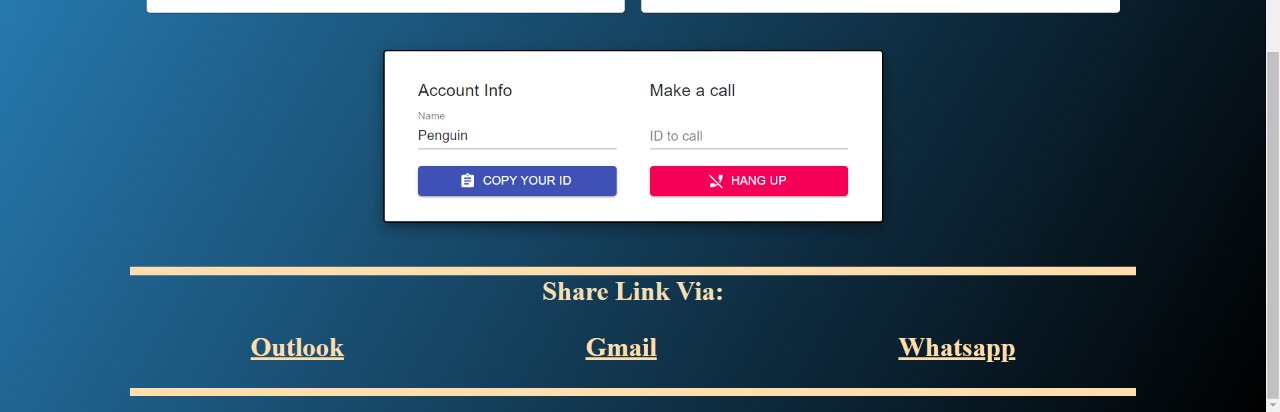 Account Info
Make a call
Name
Penguin
ID to call
COPY YOUR ID
HANG UP
Share Link Via:
Outlook
Gmail
Whatsapp